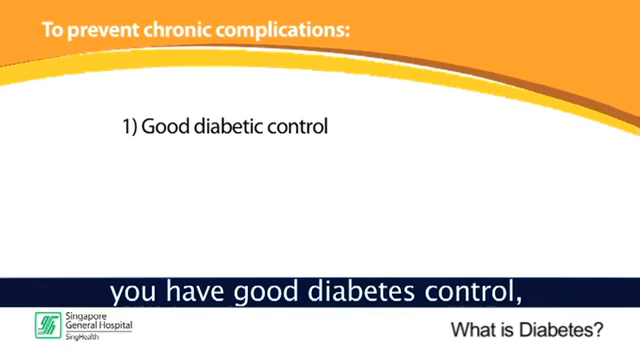 To prevent chronic complications:
1) Good diabetic control
you have good diabetes control,
Singapore
General Hospital
SingHealth
What is Diabetes?